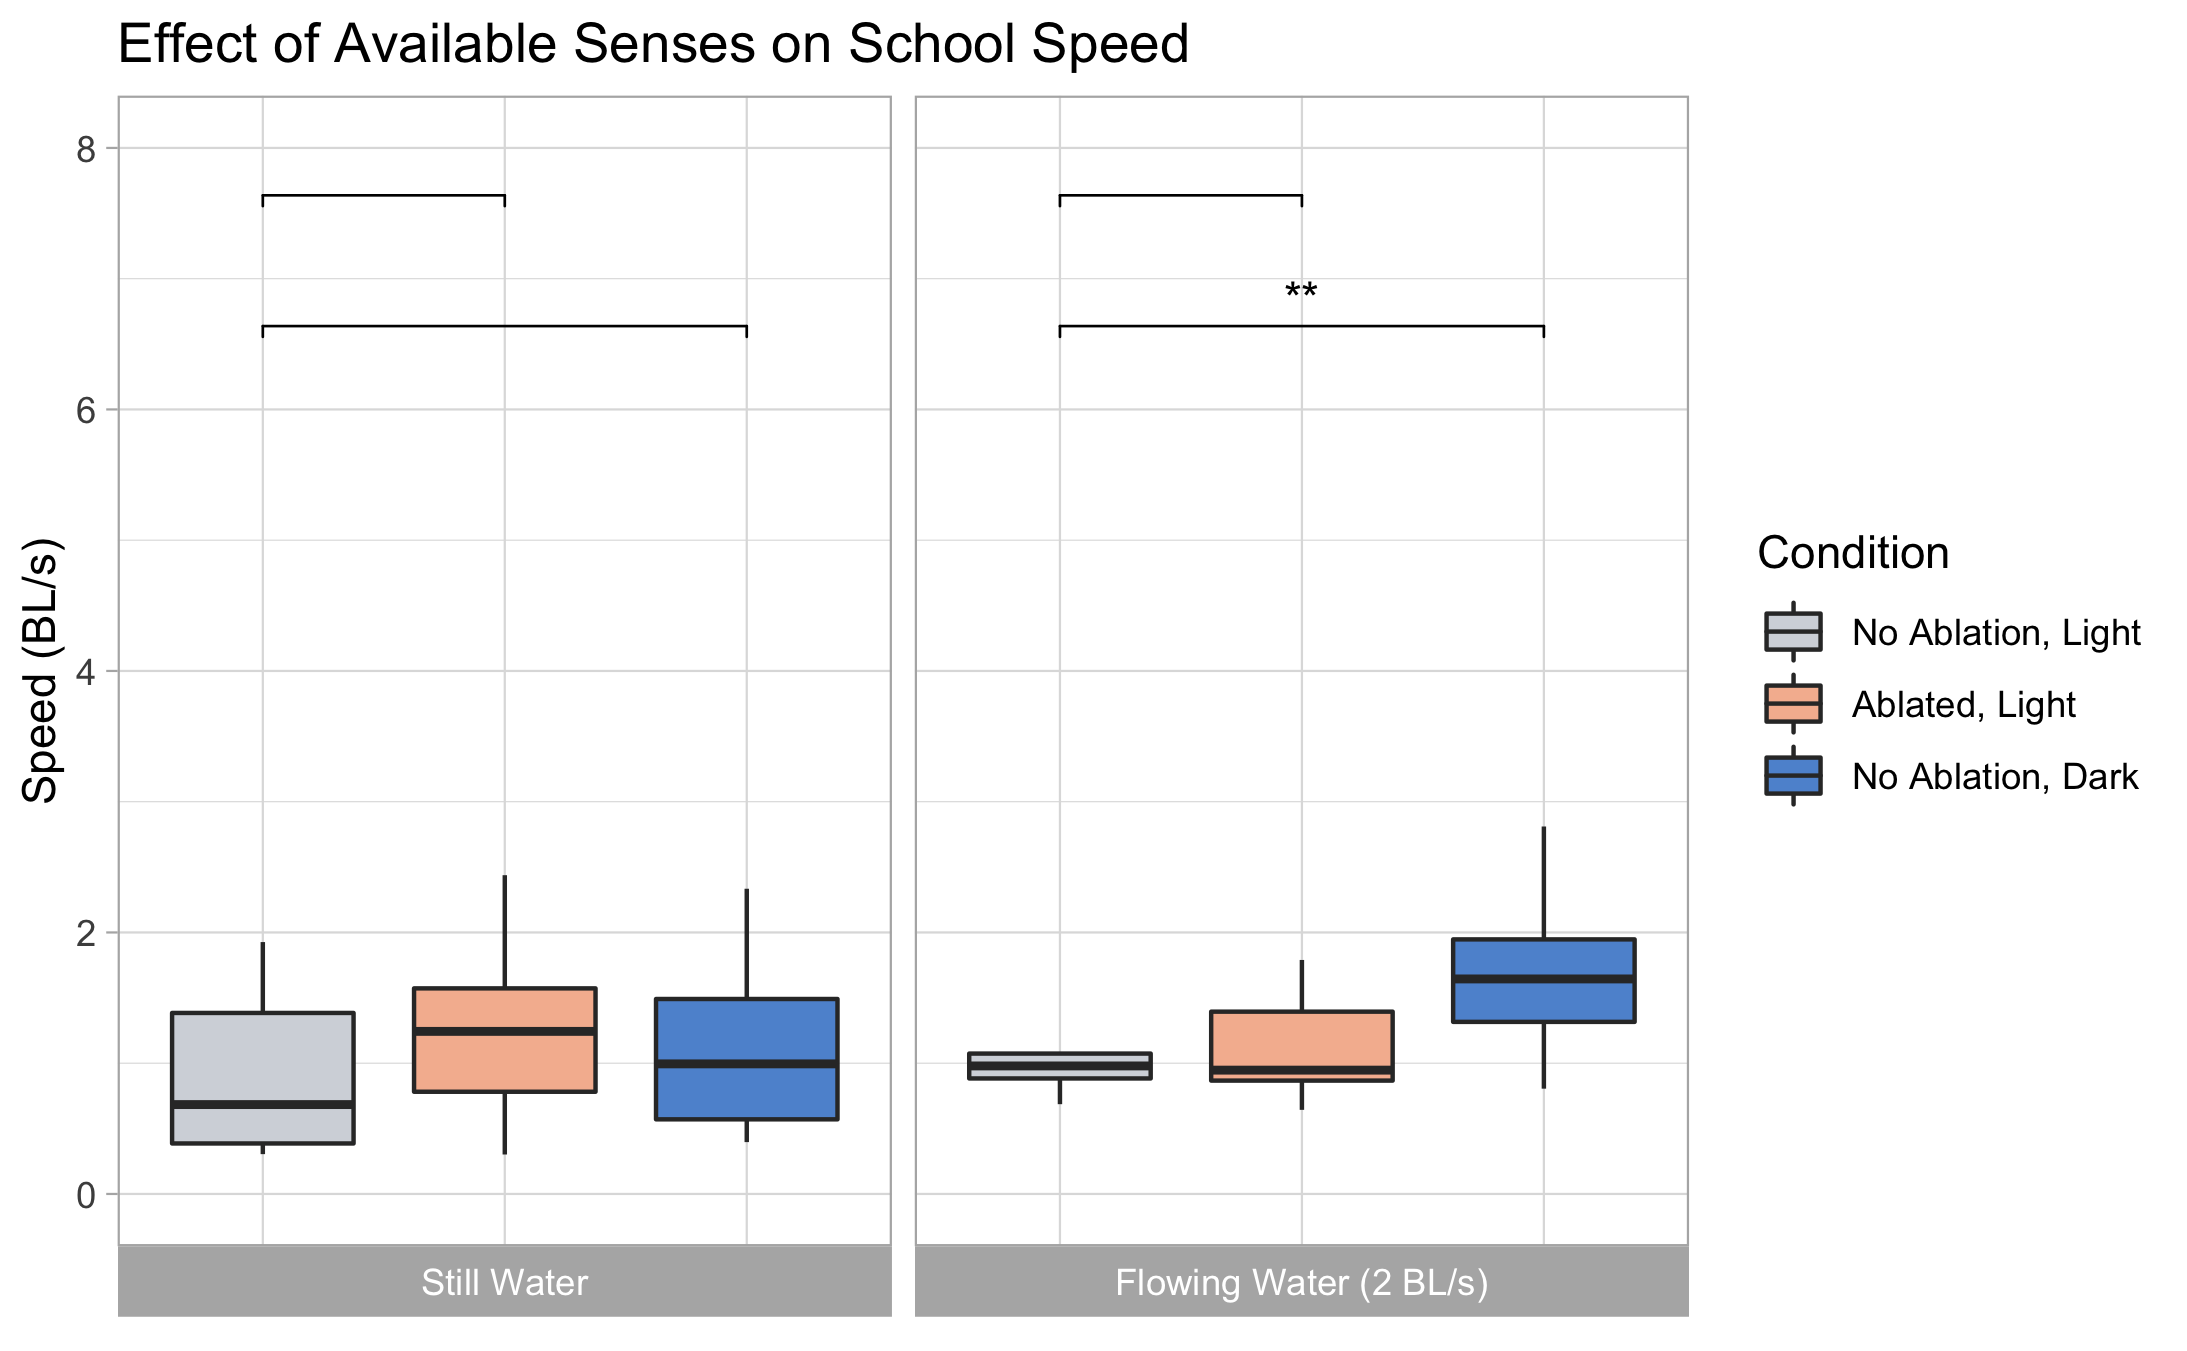 Effect of Available Senses on School Speed
8
6
4
2
0
Speed (BL/s)
**
Still Water
Flowing Water (2 BL/s)
Condition
No Ablation, Light
Ablated, Light
No Ablation, Dark